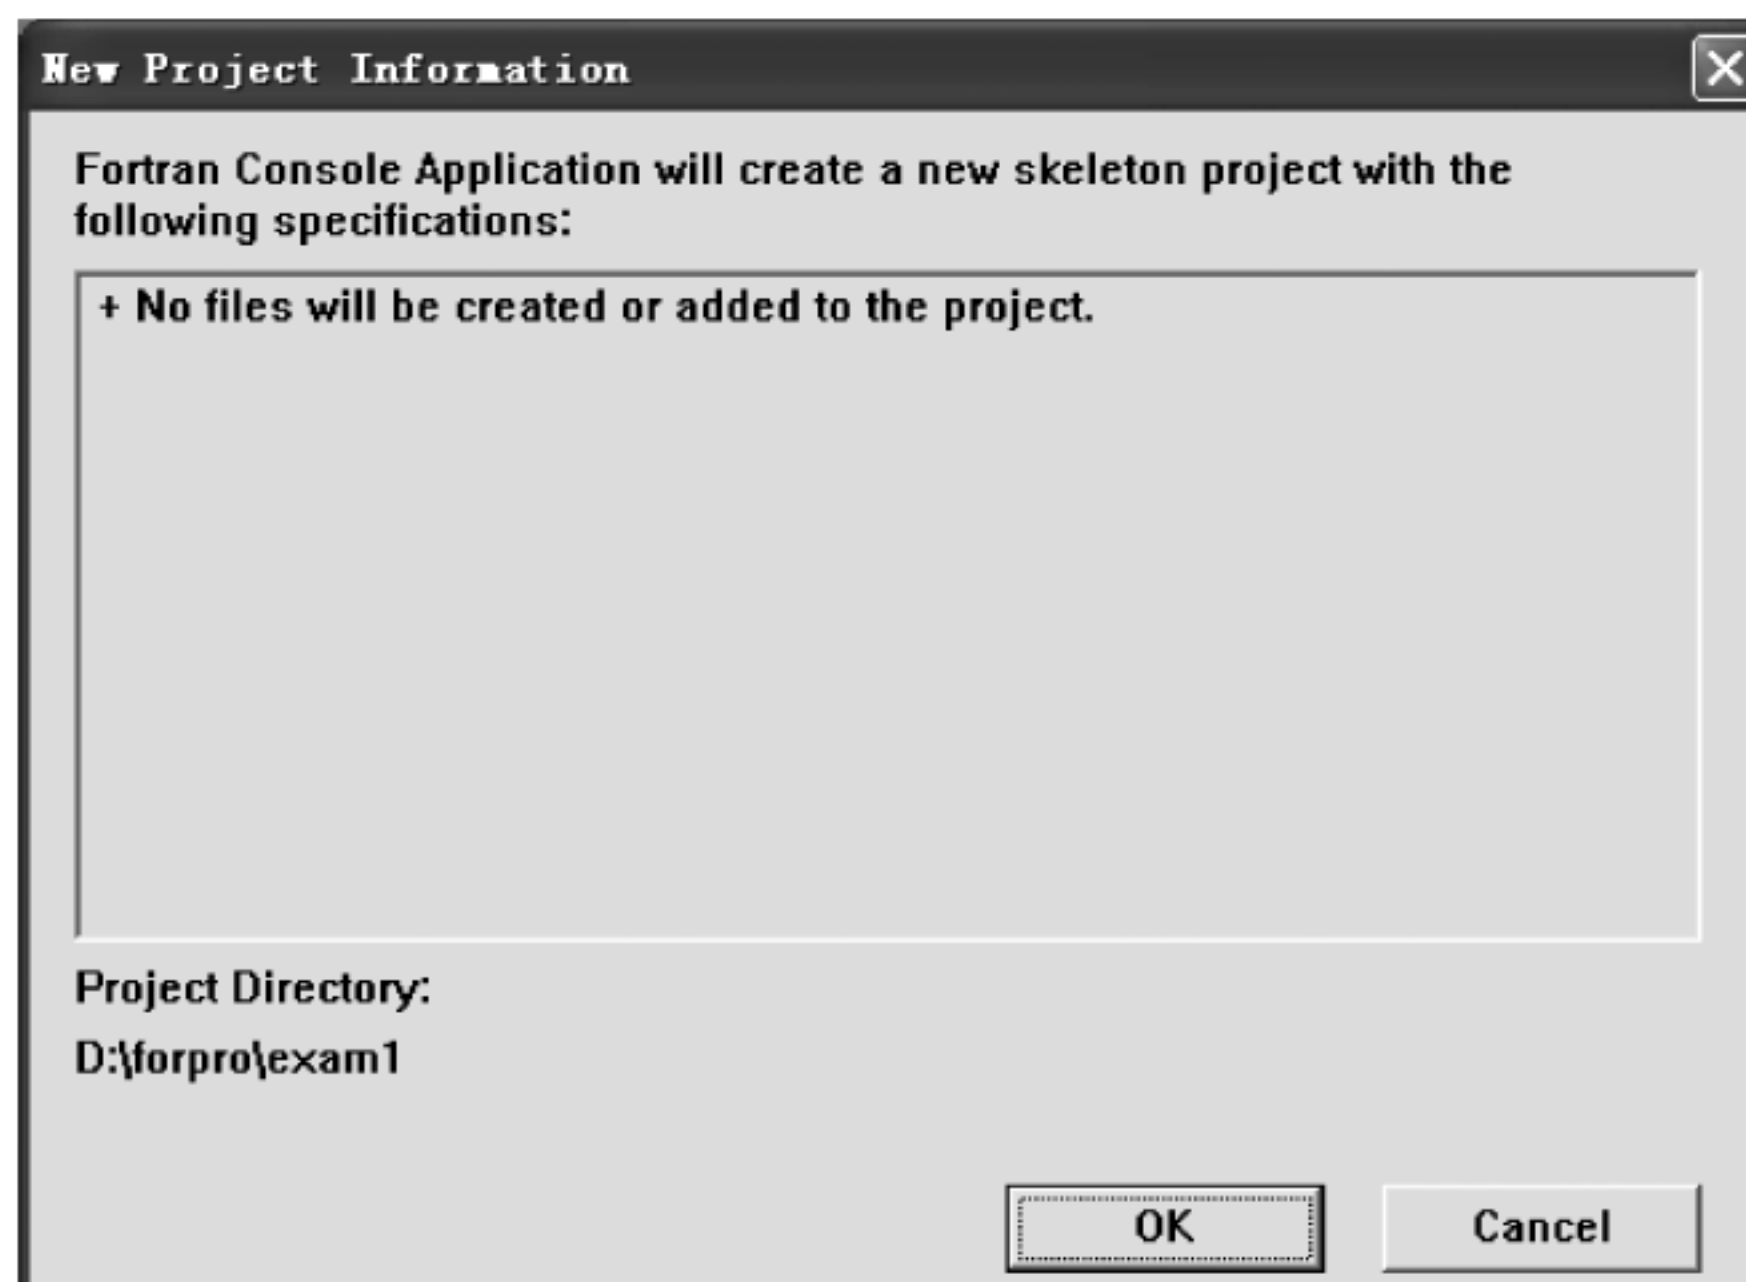 New Project Information
Fortran Console Application will create a new skeleton project with the
following specifications:
+ No files will be created or added to the project.
Project Directory:
D:\forpro\exam1
OK
Cancel